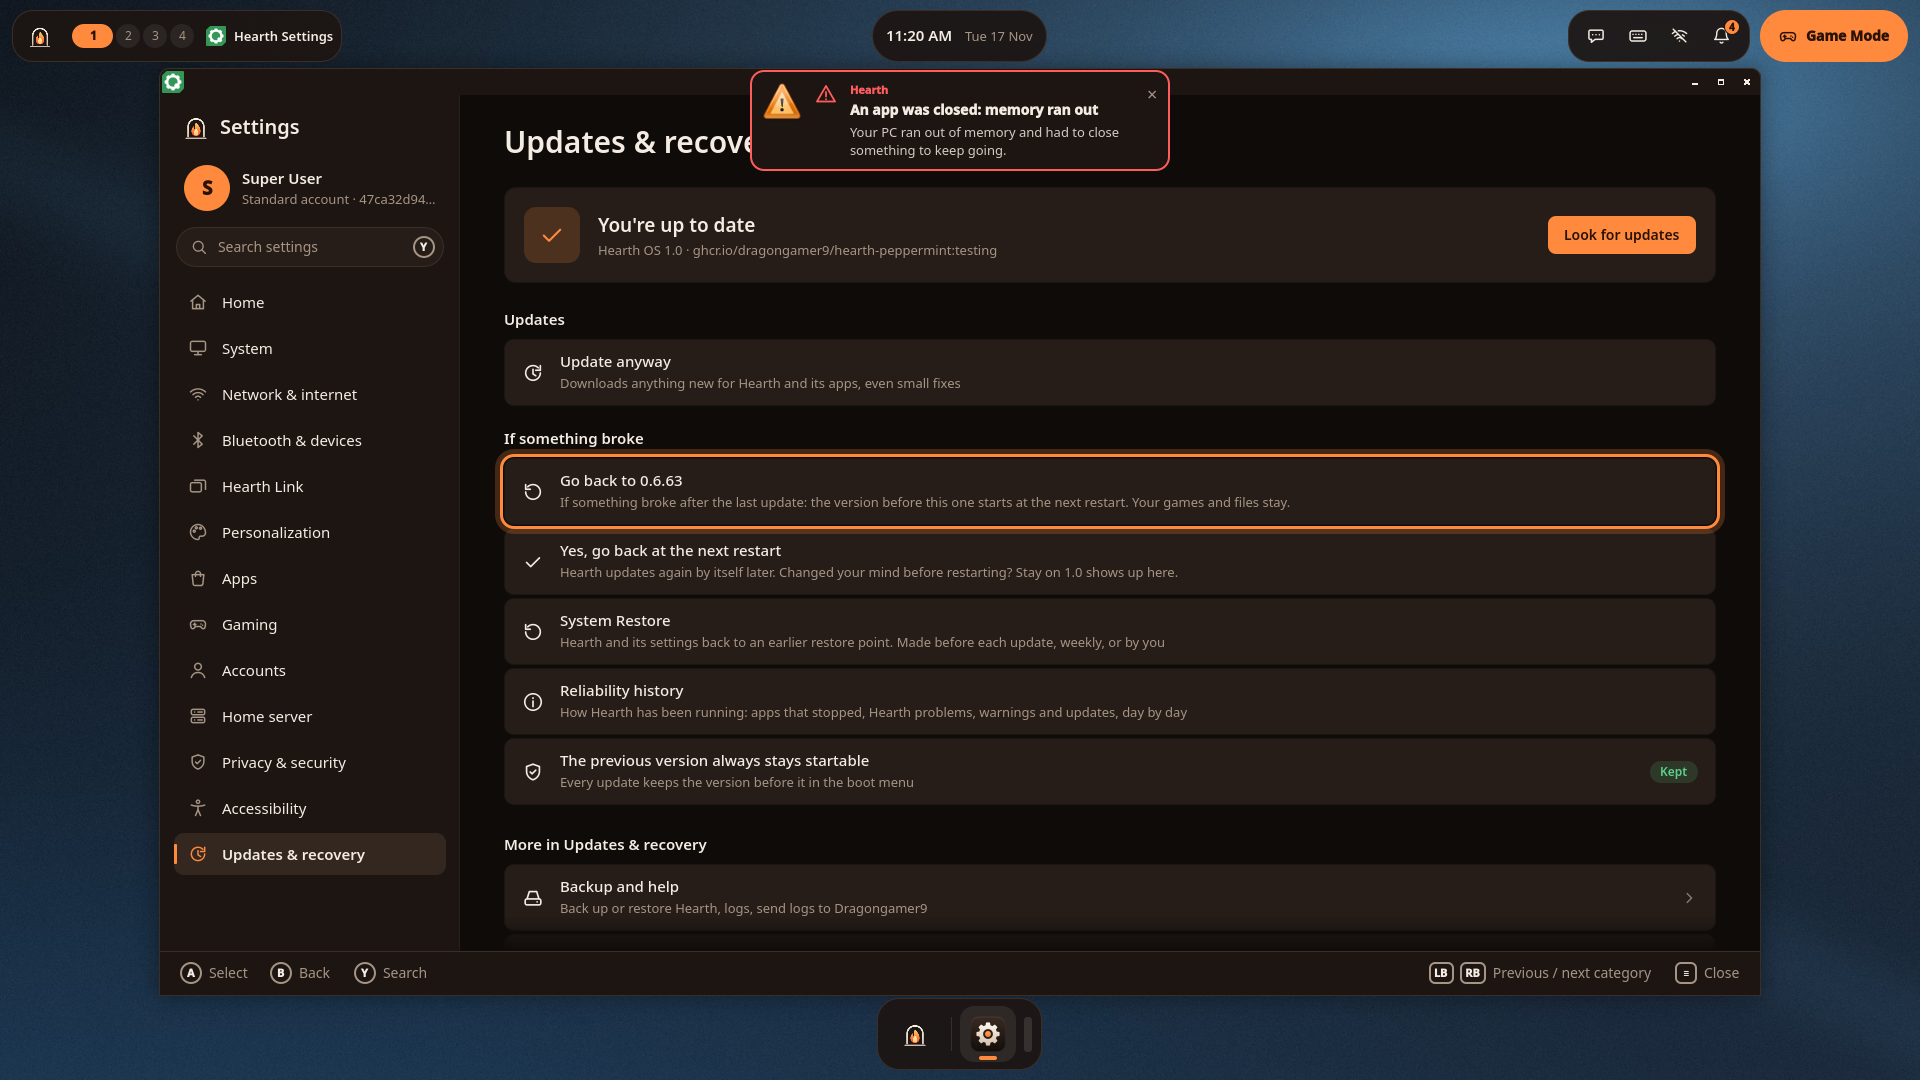 1 2 3 4 Hearth Settings
11:20 AM Tue 17 Nov
4
Game Mode
Hearth
An app was closed: memory ran out
Your PC ran out of memory and had to close
something to keep going.
Settings
S
Super User
Standard account · 47ca32d94...
Search settings Y
Home
System
Network & internet
Bluetooth & devices
Hearth Link
Personalization
Apps
Gaming
Accounts
Home server
Privacy & security
Accessibility
Updates & recovery
Updates & recove
You're up to date
Hearth OS 1.0 · ghcr.io/dragongamer9/hearth-peppermint:testing
Look for updates
Updates
Update anyway
Downloads anything new for Hearth and its apps, even small fixes
If something broke
Go back to 0.6.63
If something broke after the last update: the version before this one starts at the next restart. Your games and files stay.
Yes, go back at the next restart
Hearth updates again by itself later. Changed your mind before restarting? Stay on 1.0 shows up here.
System Restore
Hearth and its settings back to an earlier restore point. Made before each update, weekly, or by you
Reliability history
How Hearth has been running: apps that stopped, Hearth problems, warnings and updates, day by day
The previous version always stays startable
Every update keeps the version before it in the boot menu
Kept
More in Updates & recovery
Backup and help
Back up or restore Hearth, logs, send logs to Dragongamer9
A Select B Back Y Search
LB RB Previous / next category Close